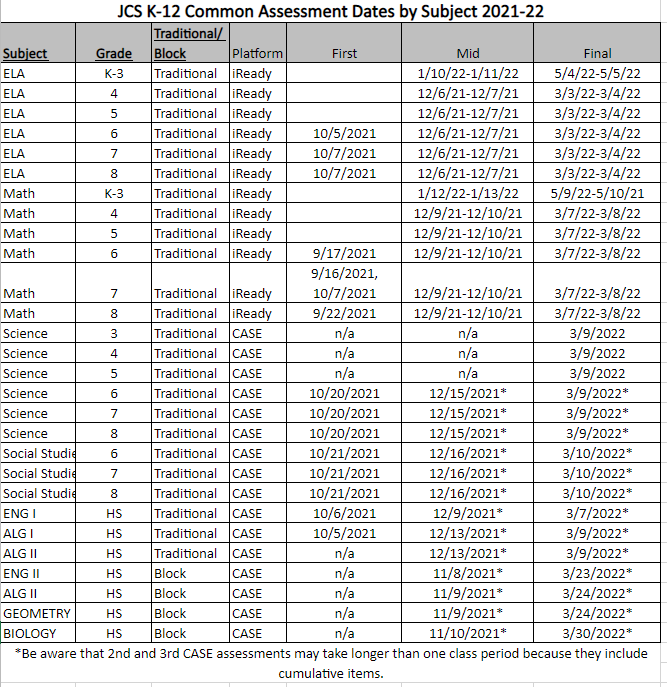 JCS K-12 Common Assessment Dates by Subject 2021-22
Traditional/
Subject Grade Block Platform First Mid Final
ELA K-3 Traditional iReady 1/10/22-1/11/22 5/4/22-5/5/22
ELA 4 Traditional iReady 12/6/21-12/7/21 3/3/22-3/4/22
ELA 5 Traditional iReady 12/6/21-12/7/21 3/3/22-3/4/22
ELA 6 Traditional iReady 10/5/2021 12/6/21-12/7/21 3/3/22-3/4/22
ELA 7 Traditional iReady 10/7/2021 12/6/21-12/7/21 3/3/22-3/4/22
ELA 8 Traditional iReady 10/7/2021 12/6/21-12/7/21 3/3/22-3/4/22
Math K-3 Traditional iReady 1/12/22-1/13/22 5/9/22-5/10/21
Math 4 Traditional iReady 12/9/21-12/10/21 3/7/22-3/8/22
Math 5 Traditional iReady 12/9/21-12/10/21 3/7/22-3/8/22
Math 6 Traditional iReady 9/17/2021 12/9/21-12/10/21 3/7/22-3/8/22
9/16/2021,
Math 7 Traditional iReady 10/7/2021 12/9/21-12/10/21 3/7/22-3/8/22
Math 8 Traditional iReady 9/22/2021 12/9/21-12/10/21 3/7/22-3/8/22
Science 3 Traditional CASE n/a n/a 3/9/2022
Science 4 Traditional CASE n/a n/a 3/9/2022
Science 5 Traditional CASE n/a n/a 3/9/2022
Science 6 Traditional CASE 10/20/2021 12/15/2021* 3/9/2022*
Science 7 Traditional CASE 10/20/2021 12/15/2021* 3/9/2022*
Science 8 Traditional CASE 10/20/2021 12/15/2021* 3/9/2022*
Social Studie 6 Traditional CASE 10/21/2021 12/16/2021* 3/10/2022*
Social Studie 7 Traditional CASE 10/21/2021 12/16/2021* 3/10/2022*
Social Studie 8 Traditional CASE 10/21/2021 12/16/2021* 3/10/2022*
ENG I HS Traditional CASE 10/6/2021 12/9/2021* 3/7/2022*
ALG I HS Traditional CASE 10/5/2021 12/13/2021* 3/9/2022*
ALG II HS Traditional CASE n/a 12/13/2021* 3/9/2022*
ENG II HS Block CASE n/a 11/8/2021* 3/23/2022*
ALG II HS Block CASE n/a 11/9/2021* 3/24/2022*
GEOMETRY HS Block CASE n/a 11/9/2021* 3/24/2022*
BIOLOGY HS Block CASE n/a 11/10/2021* 3/30/2022*
*Be aware that 2nd and 3rd CASE assessments may take longer than one class period because they include
cumulative items.